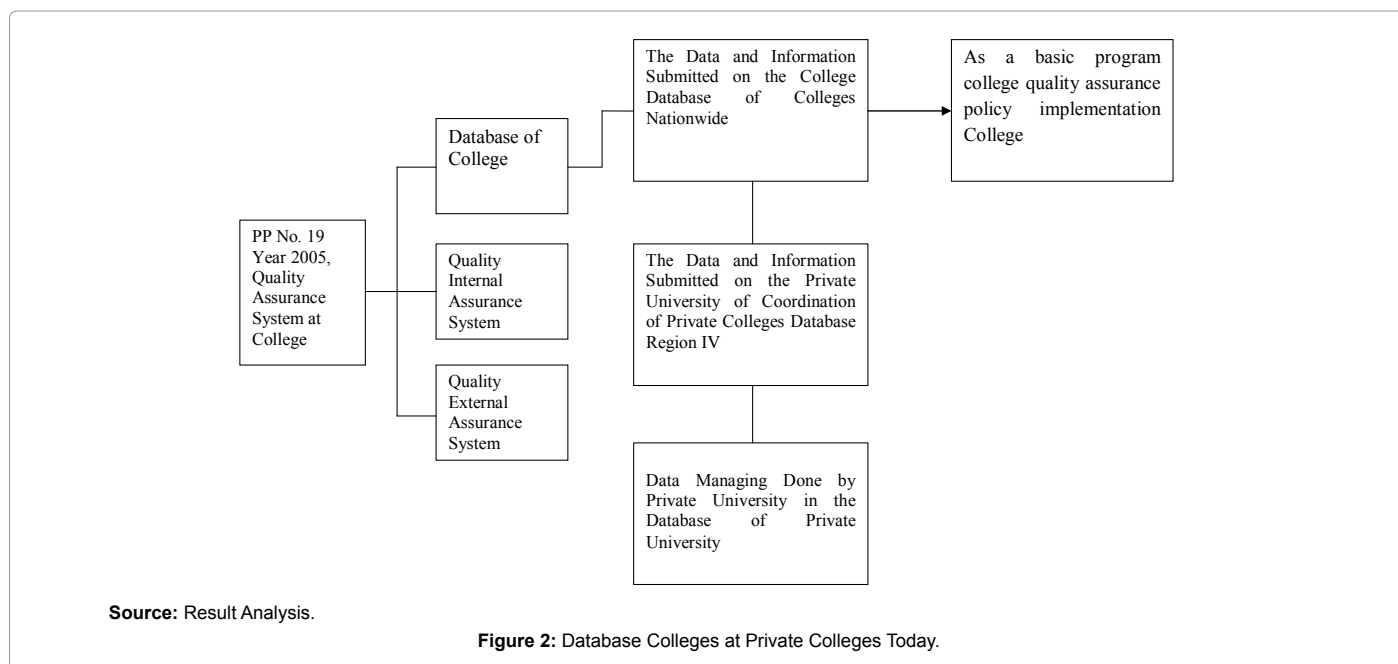 PP No. 19
Year 2005,
Quality
Assurance
System at
College
Database of
College
Quality
Internal
Assurance
System
Quality
External
Assurance
System
The Data and Information
Submitted on the College
Database of Colleges
Nationwide
The Data and Information
Submitted on the Private
University of Coordination
of Private Colleges Database
Region IV
Data Managing Done by
Private University in the
Database of Private
University
As a basic program
college quality assurance
policy implementation
College
Source: Result Analysis.
Figure 2: Database Colleges at Private Colleges Today.